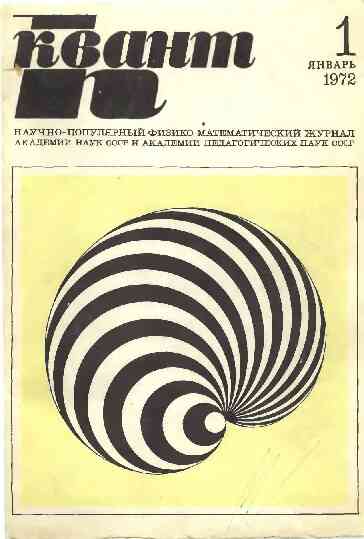 квант
1
ЯНВАРЬ
1972
НАУЧНО-ПОПУЛЯРНЫЙ ФИЗИКО-МАТЕМАТИЧЕСКИЙ ЖУРНАЛ
АКАДЕМИИ НАУК СССР И АКАДЕМИИ ПЕДАГОГИЧЕСКИХ НАУК СССР